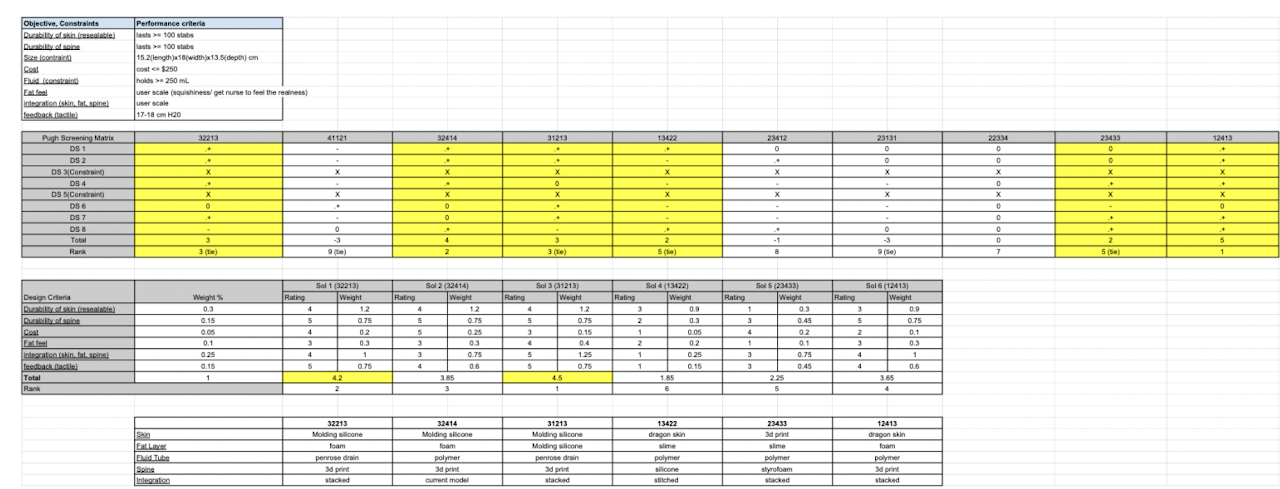 Objective, Constraints Performance criteria
Durability of skin (resealable) lasts >= 100 stabs
Durability of spine lasts >= 100 stabs
Size (contraint) 15.2(length)x18(width)x13.5(depth) cm
Cost cost <= $250
Fluid (constraint) holds >= 250 mL
Fat feel user scale (squishiness/ get nurse to feel the realness)
integration (skin, fat, spine) user scale
feedback (tactile) 17-18 cm H20
Pugh Screening Matrix 32213 41121 32414 31213 13422 23412 23131 22334 23433 12413
DS 1 .+ - .+ .+ .+ 0 0 0 0 .+
DS 2 .+ - .+ .+ - .+ 0 0 0 .+
DS 3(Constraint) X X X X X X X X X X
DS 4 .+ - .+ 0 - - - 0 .+ .+
DS 5(Constraint) X X X X X X X X X X
DS 6 0 .+ 0 .+ - - - 0 - 0
DS 7 .+ - 0 .+ - - - 0 .+ .+
DS 8 - 0 .+ - .+ .+ 0 0 .+ .+
Total 3 -3 4 3 2 -1 -3 0 2 5
Rank 3 (tie) 9 (tie) 2 3 (tie) 5 (tie) 8 9 (tie) 7 5 (tie) 1
Sol 1 (32213) Sol 2 (32414) Sol 3 (31213) Sol 4 (13422) Sol 5 (23433) Sol 6 (12413)
Design Criteria Weight % Rating Weight Rating Weight Rating Weight Rating Weight Rating Weight Rating Weight
Durability of skin (resealable) 0.3 4 1.2 4 1.2 4 1.2 3 0.9 1 0.3 3 0.9
Durability of spine 0.15 5 0.75 5 0.75 5 0.75 2 0.3 3 0.45 5 0.75
Cost 0.05 4 0.2 5 0.25 3 0.15 1 0.05 4 0.2 2 0.1
Fat feel 0.1 3 0.3 3 0.3 4 0.4 2 0.2 1 0.1 3 0.3
integration (skin, fat, spine) 0.25 4 1 3 0.75 5 1.25 1 0.25 3 0.75 4 1
feedback (tactile) 0.15 5 0.75 4 0.6 5 0.75 1 0.15 3 0.45 4 0.6
Total 1 4.2 3.85 4.5 1.85 2.25 3.65
Rank 2 3 1 6 5 4
32213 32414 31213 13422 23433 12413
Skin Molding silicone Molding silicone Molding silicone dragon skin 3d print dragon skin
Fat Layer foam foam Molding silicone slime slime foam
Fluid Tube penrose drain polymer penrose drain polymer polymer polymer
Spine 3d print 3d print 3d print silicone styrofoam 3d print
Integration stacked current model stacked stitched stacked stacked